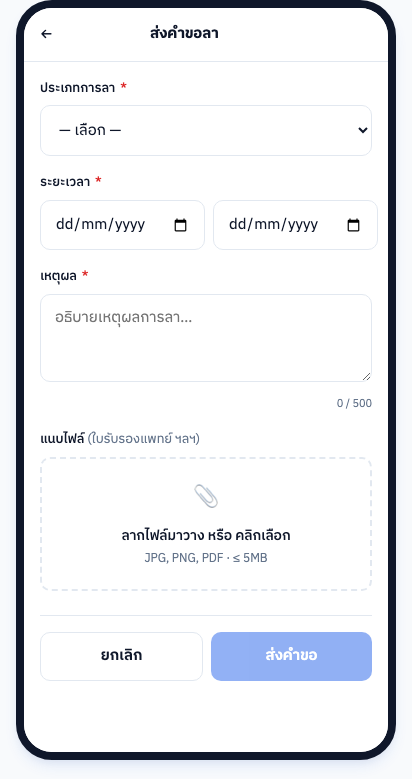 ← ส่งคำขอลา
ประเภทการลา *
— เลือก —
ระยะเวลา *
dd/mm/yyyy dd/mm/yyyy
เหตุผล *
อธิบายเหตุผลการลา...
0 / 500
แนบไฟล์ (ใบรับรองแพทย์ ฯลฯ)
ลากไฟล์มาวาง หรือ คลิกเลือก
JPG, PNG, PDF · ≤ 5MB
ยกเลิก ส่งคำขอ